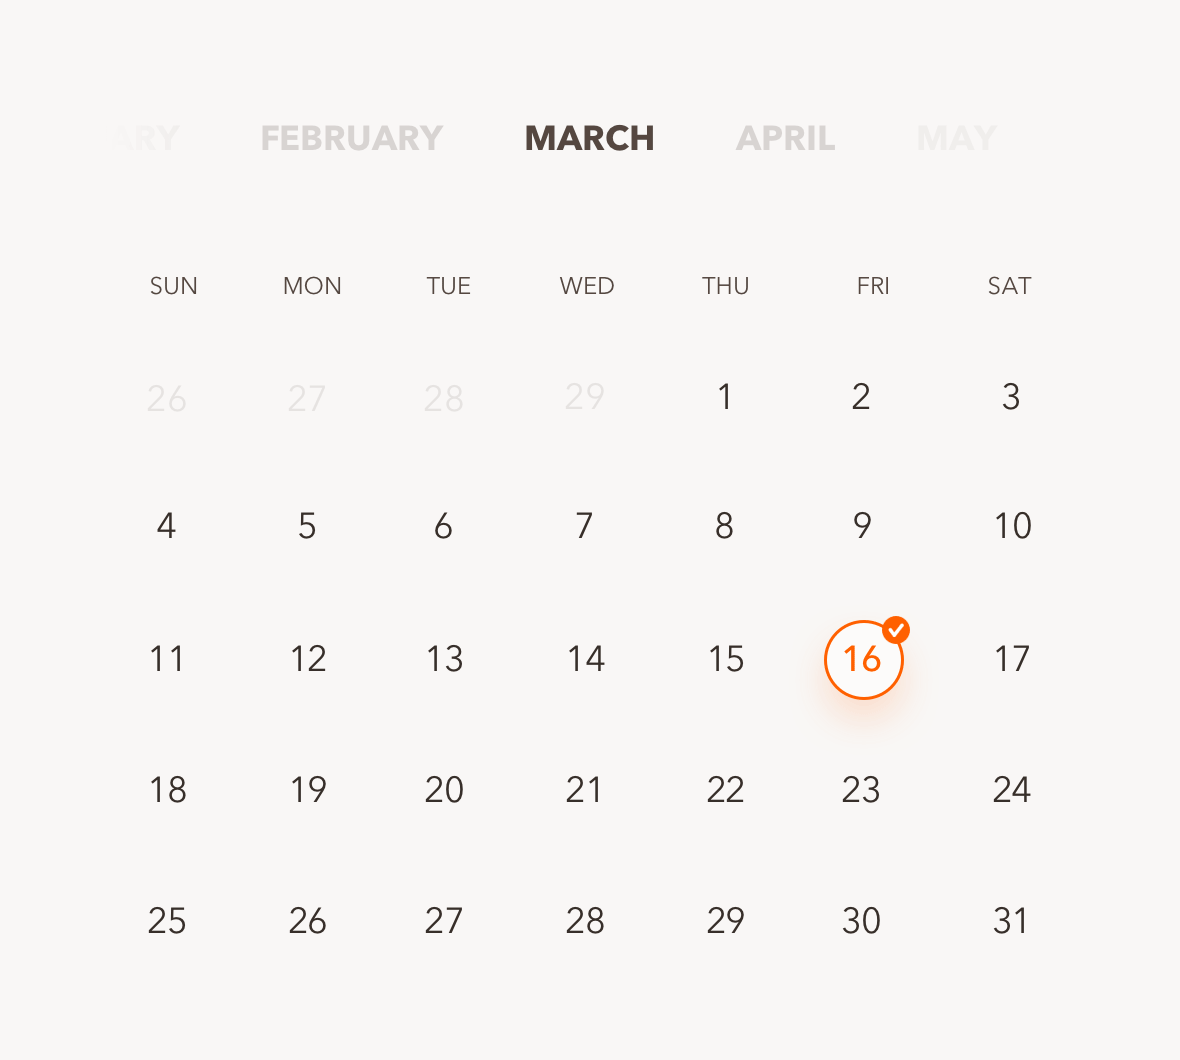 ARY FEBRUARY MARCH APRIL MAY
SUN MON TUE WED THU FRI SAT
26 27 28 29 1 2 3
4 5 6 7 8 9 10
11 12 13 14 15 16 17
18 19 20 21 22 23 24
25 26 27 28 29 30 31